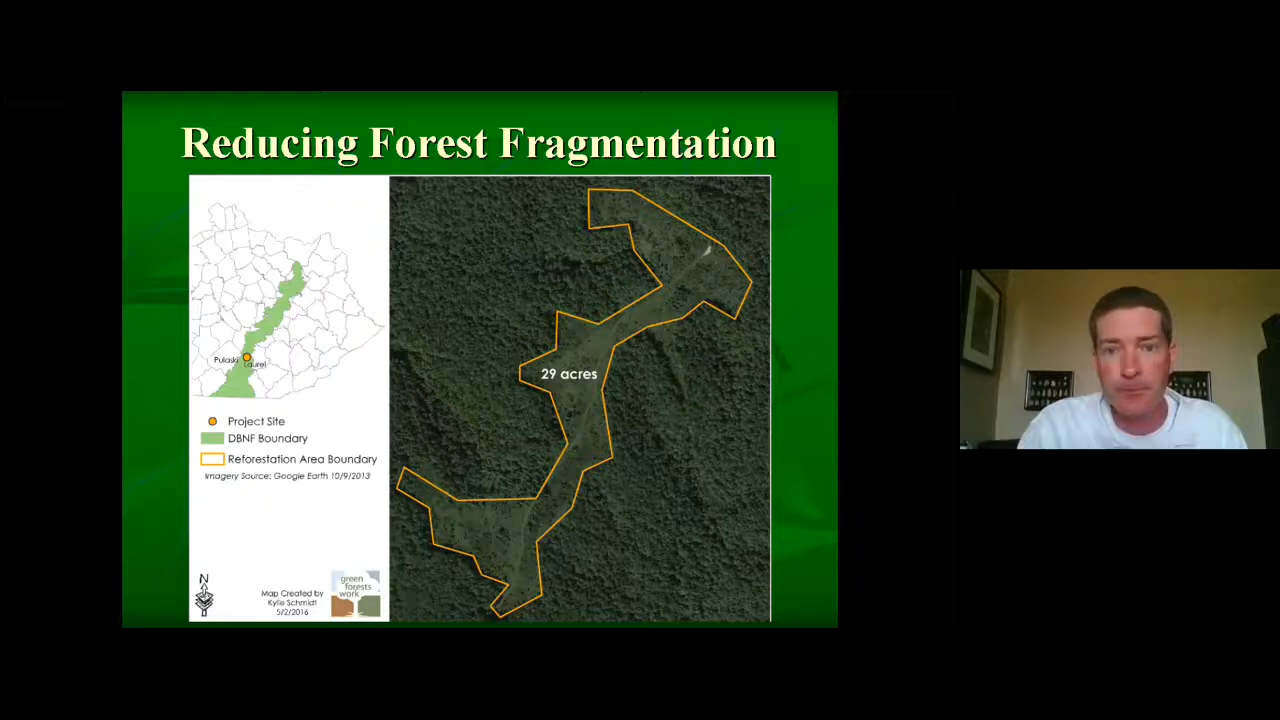 Reducing Forest Fragmentation
Pulaski
Laurel
29 acres
Project Site
DBNF Boundary
Reforestation Area Boundary
Imagery Source: Google Earth 10/9/2013
N
Map Created by
Kylie Schmidt
5/2/2016
green
forests
work